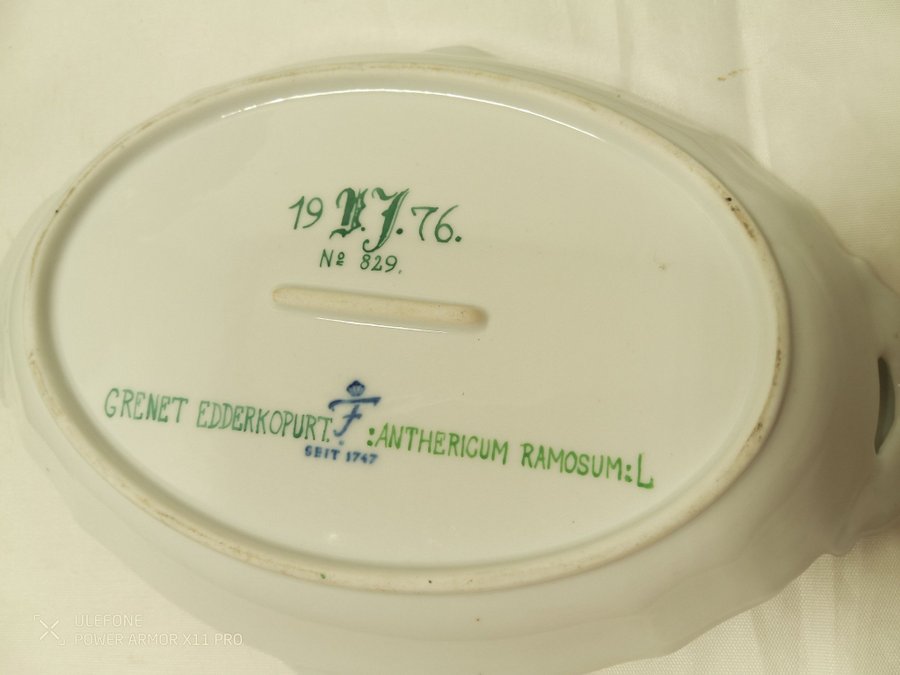 19 B.J. 76.
Nº 829.
F
GRENET EDDERKOPURT. :ANTHERICUM RAMOSUM:L
SEIT 1747
ULEFONE
POWER ARMOR X11 PRO